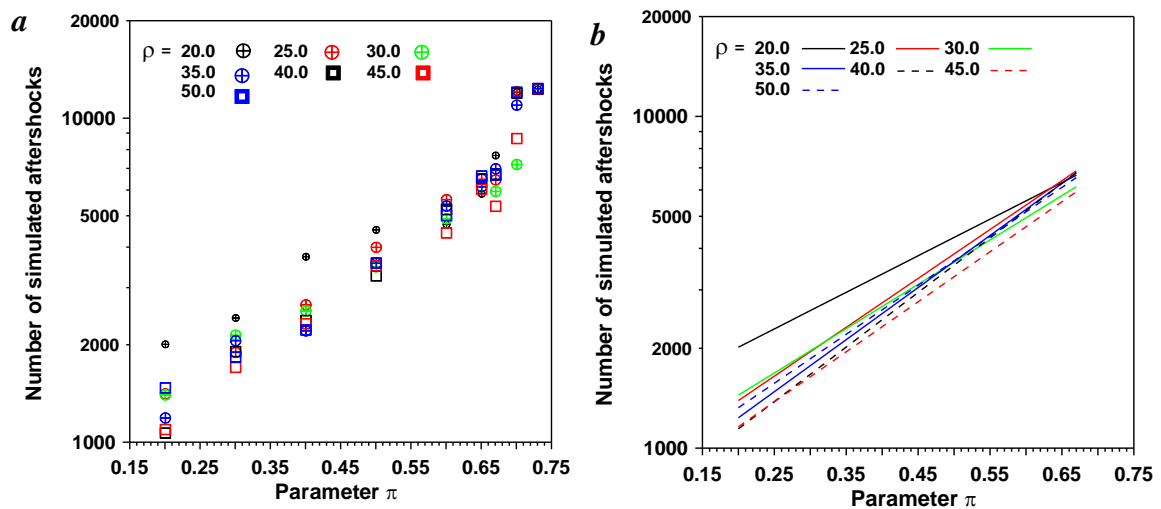 a
20000
10000
5000
2000
1000
Number of simulated aftershocks
ρ = 20.0 25.0 30.0
35.0 40.0 45.0
50.0
0.15 0.25 0.35 0.45 0.55 0.65 0.75
Parameter π
b
20000
10000
5000
2000
1000
Number of simulated aftershocks
ρ = 20.0 25.0 30.0
35.0 40.0 45.0
50.0
0.15 0.25 0.35 0.45 0.55 0.65 0.75
Parameter π